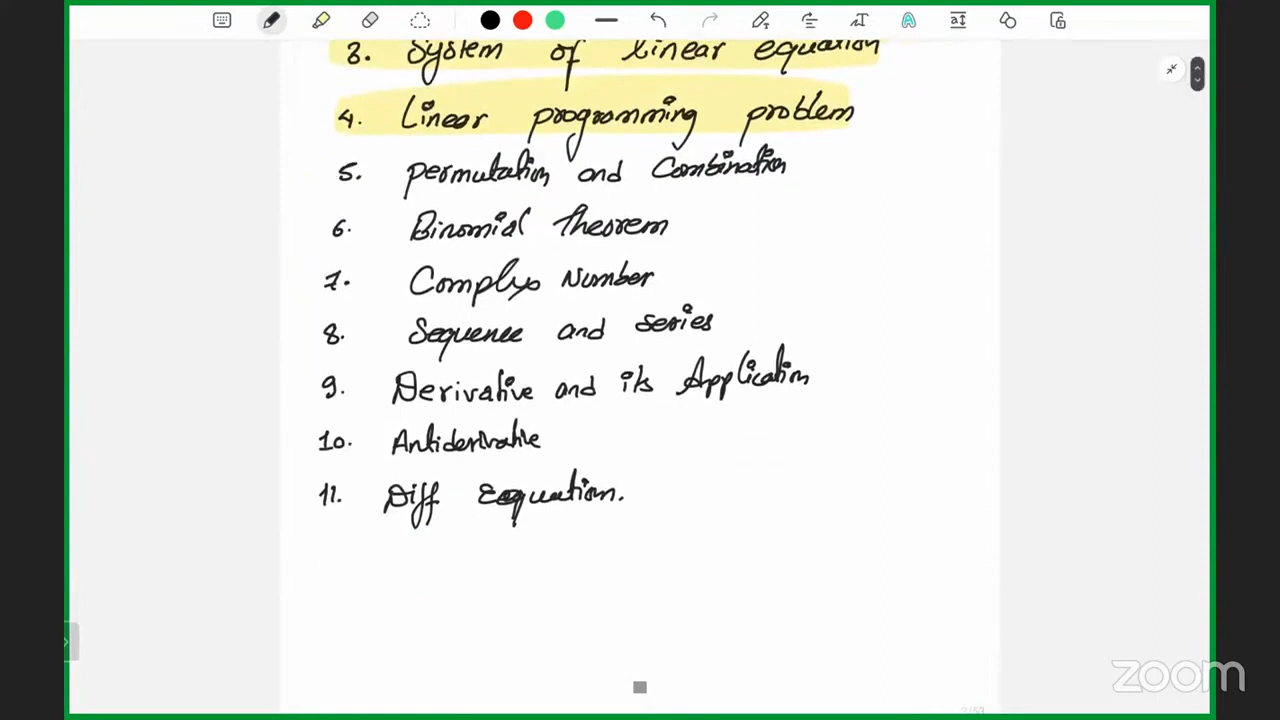 3. System of linear equation
4. Linear programming problem
5. Permutation and Combination
6. Binomial Theorem
7. Complex Number
8. Sequence and series
9. Derivative and its Application
10. Antiderivative
11. Diff Equation.
zoom